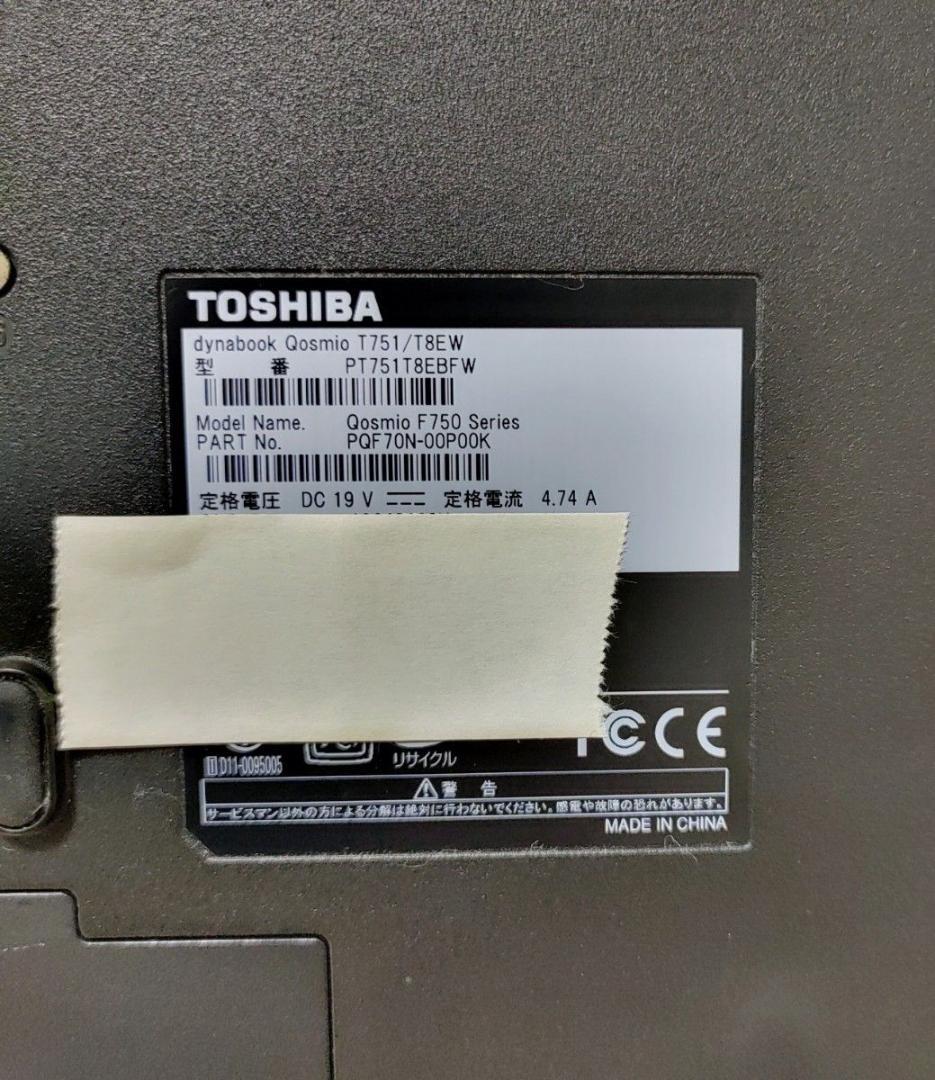 TOSHIBA
dynabook Qosmio T751/T8EW
型 番 PT751T8EBFW
Model Name. Qosmio F750 Series
PART No. PQF70N-00P00K
定格電圧 DC 19 V 定格電流 4.74 A
リサイクル
D11-0095005
警 告
サービスマン以外の方による分解は絶対に行わないでください。感電や故障の恐れがあります。
MADE IN CHINA